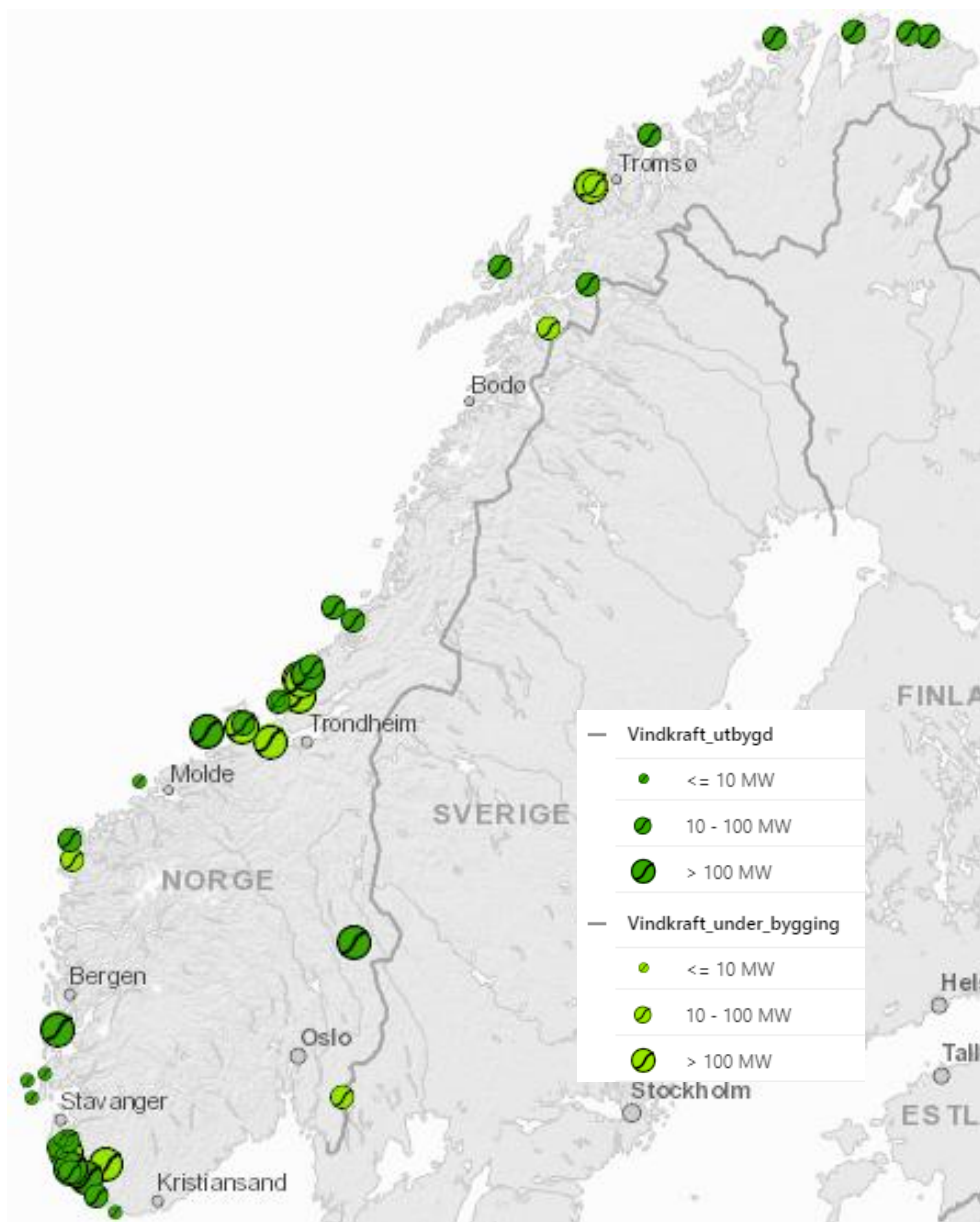 Tromsø
Bodø
FINLA
Trondheim
Vindkraft_utbygd
Molde
<= 10 MW
SVERIGE
10 - 100 MW
NORGE
> 100 MW
Vindkraft_under_bygging
<= 10 MW
Bergen
Hels
10 - 100 MW
Oslo
> 100 MW
Tall
Stockholm
Stavanger
ESTL
Kristiansand